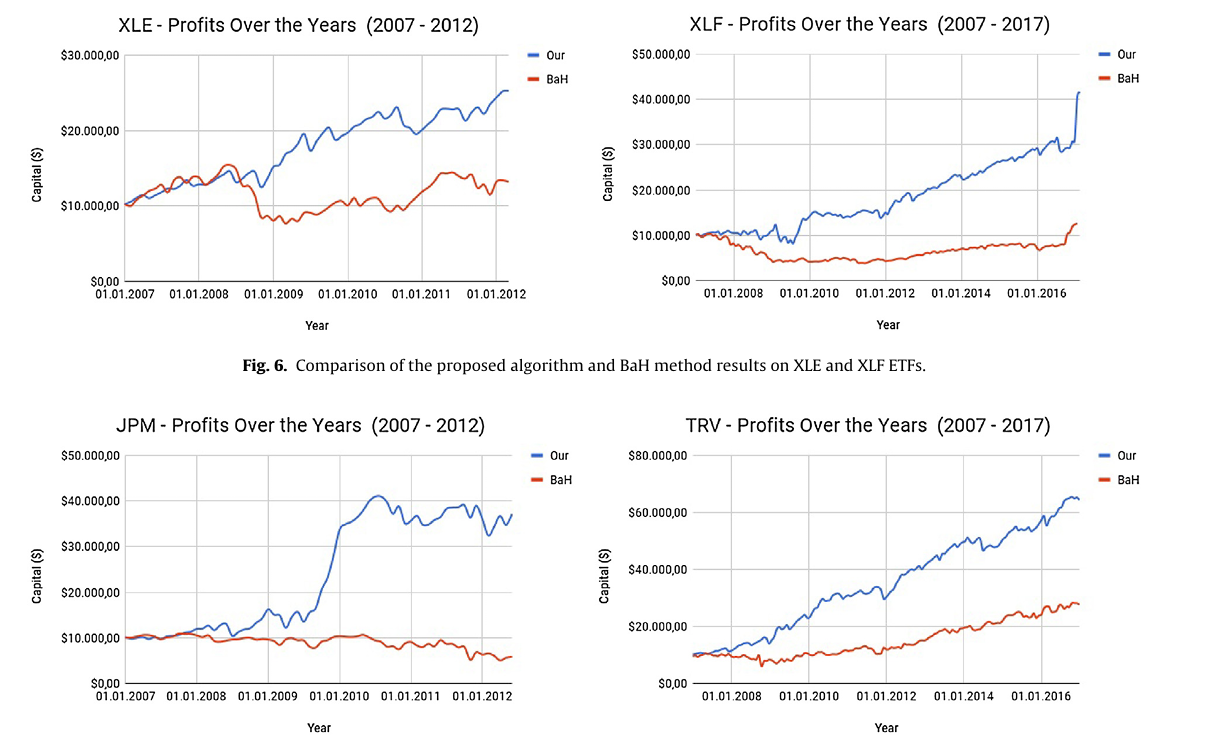 XLE - Profits Over the Years (2007 - 2012)
$30.000,00
$20.000,00
$10.000,00
$0,00
Capital ($)
01.01.2007 01.01.2008 01.01.2009 01.01.2010 01.01.2011 01.01.2012
Year
Our
BaH
XLF - Profits Over the Years (2007 - 2017)
$50.000,00
$40.000,00
$30.000,00
$20.000,00
$10.000,00
$0,00
Capital ($)
01.01.2008 01.01.2010 01.01.2012 01.01.2014 01.01.2016
Year
Our
BaH
Fig. 6. Comparison of the proposed algorithm and BaH method results on XLE and XLF ETFs.
JPM - Profits Over the Years (2007 - 2012)
$50.000,00
$40.000,00
$30.000,00
$20.000,00
$10.000,00
$0,00
Capital ($)
01.01.2007 01.01.2008 01.01.2009 01.01.2010 01.01.2011 01.01.2012
Year
Our
BaH
TRV - Profits Over the Years (2007 - 2017)
$80.000,00
$60.000,00
$40.000,00
$20.000,00
$0,00
Capital ($)
01.01.2008 01.01.2010 01.01.2012 01.01.2014 01.01.2016
Year
Our
BaH